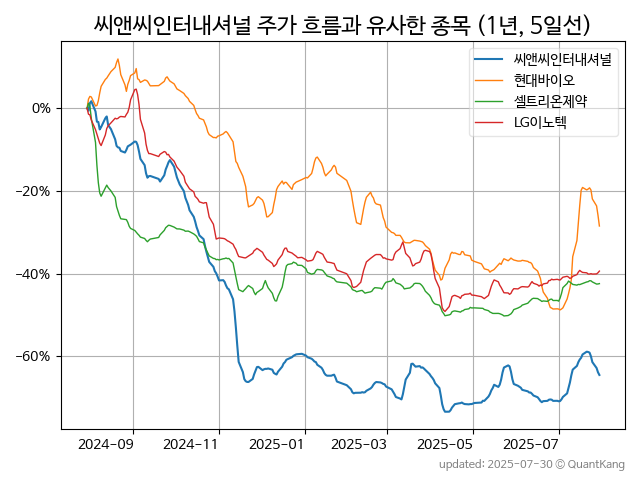 씨앤씨인터내셔널 주가 흐름과 유사한 종목 (1년, 5일선)
씨앤씨인터내셔널
현대바이오
셀트리온제약
LG이노텍
0%
−20%
−40%
−60%
2024-09
2024-11
2025-01
2025-03
2025-05
2025-07
updated: 2025-07-30 © QuantKang